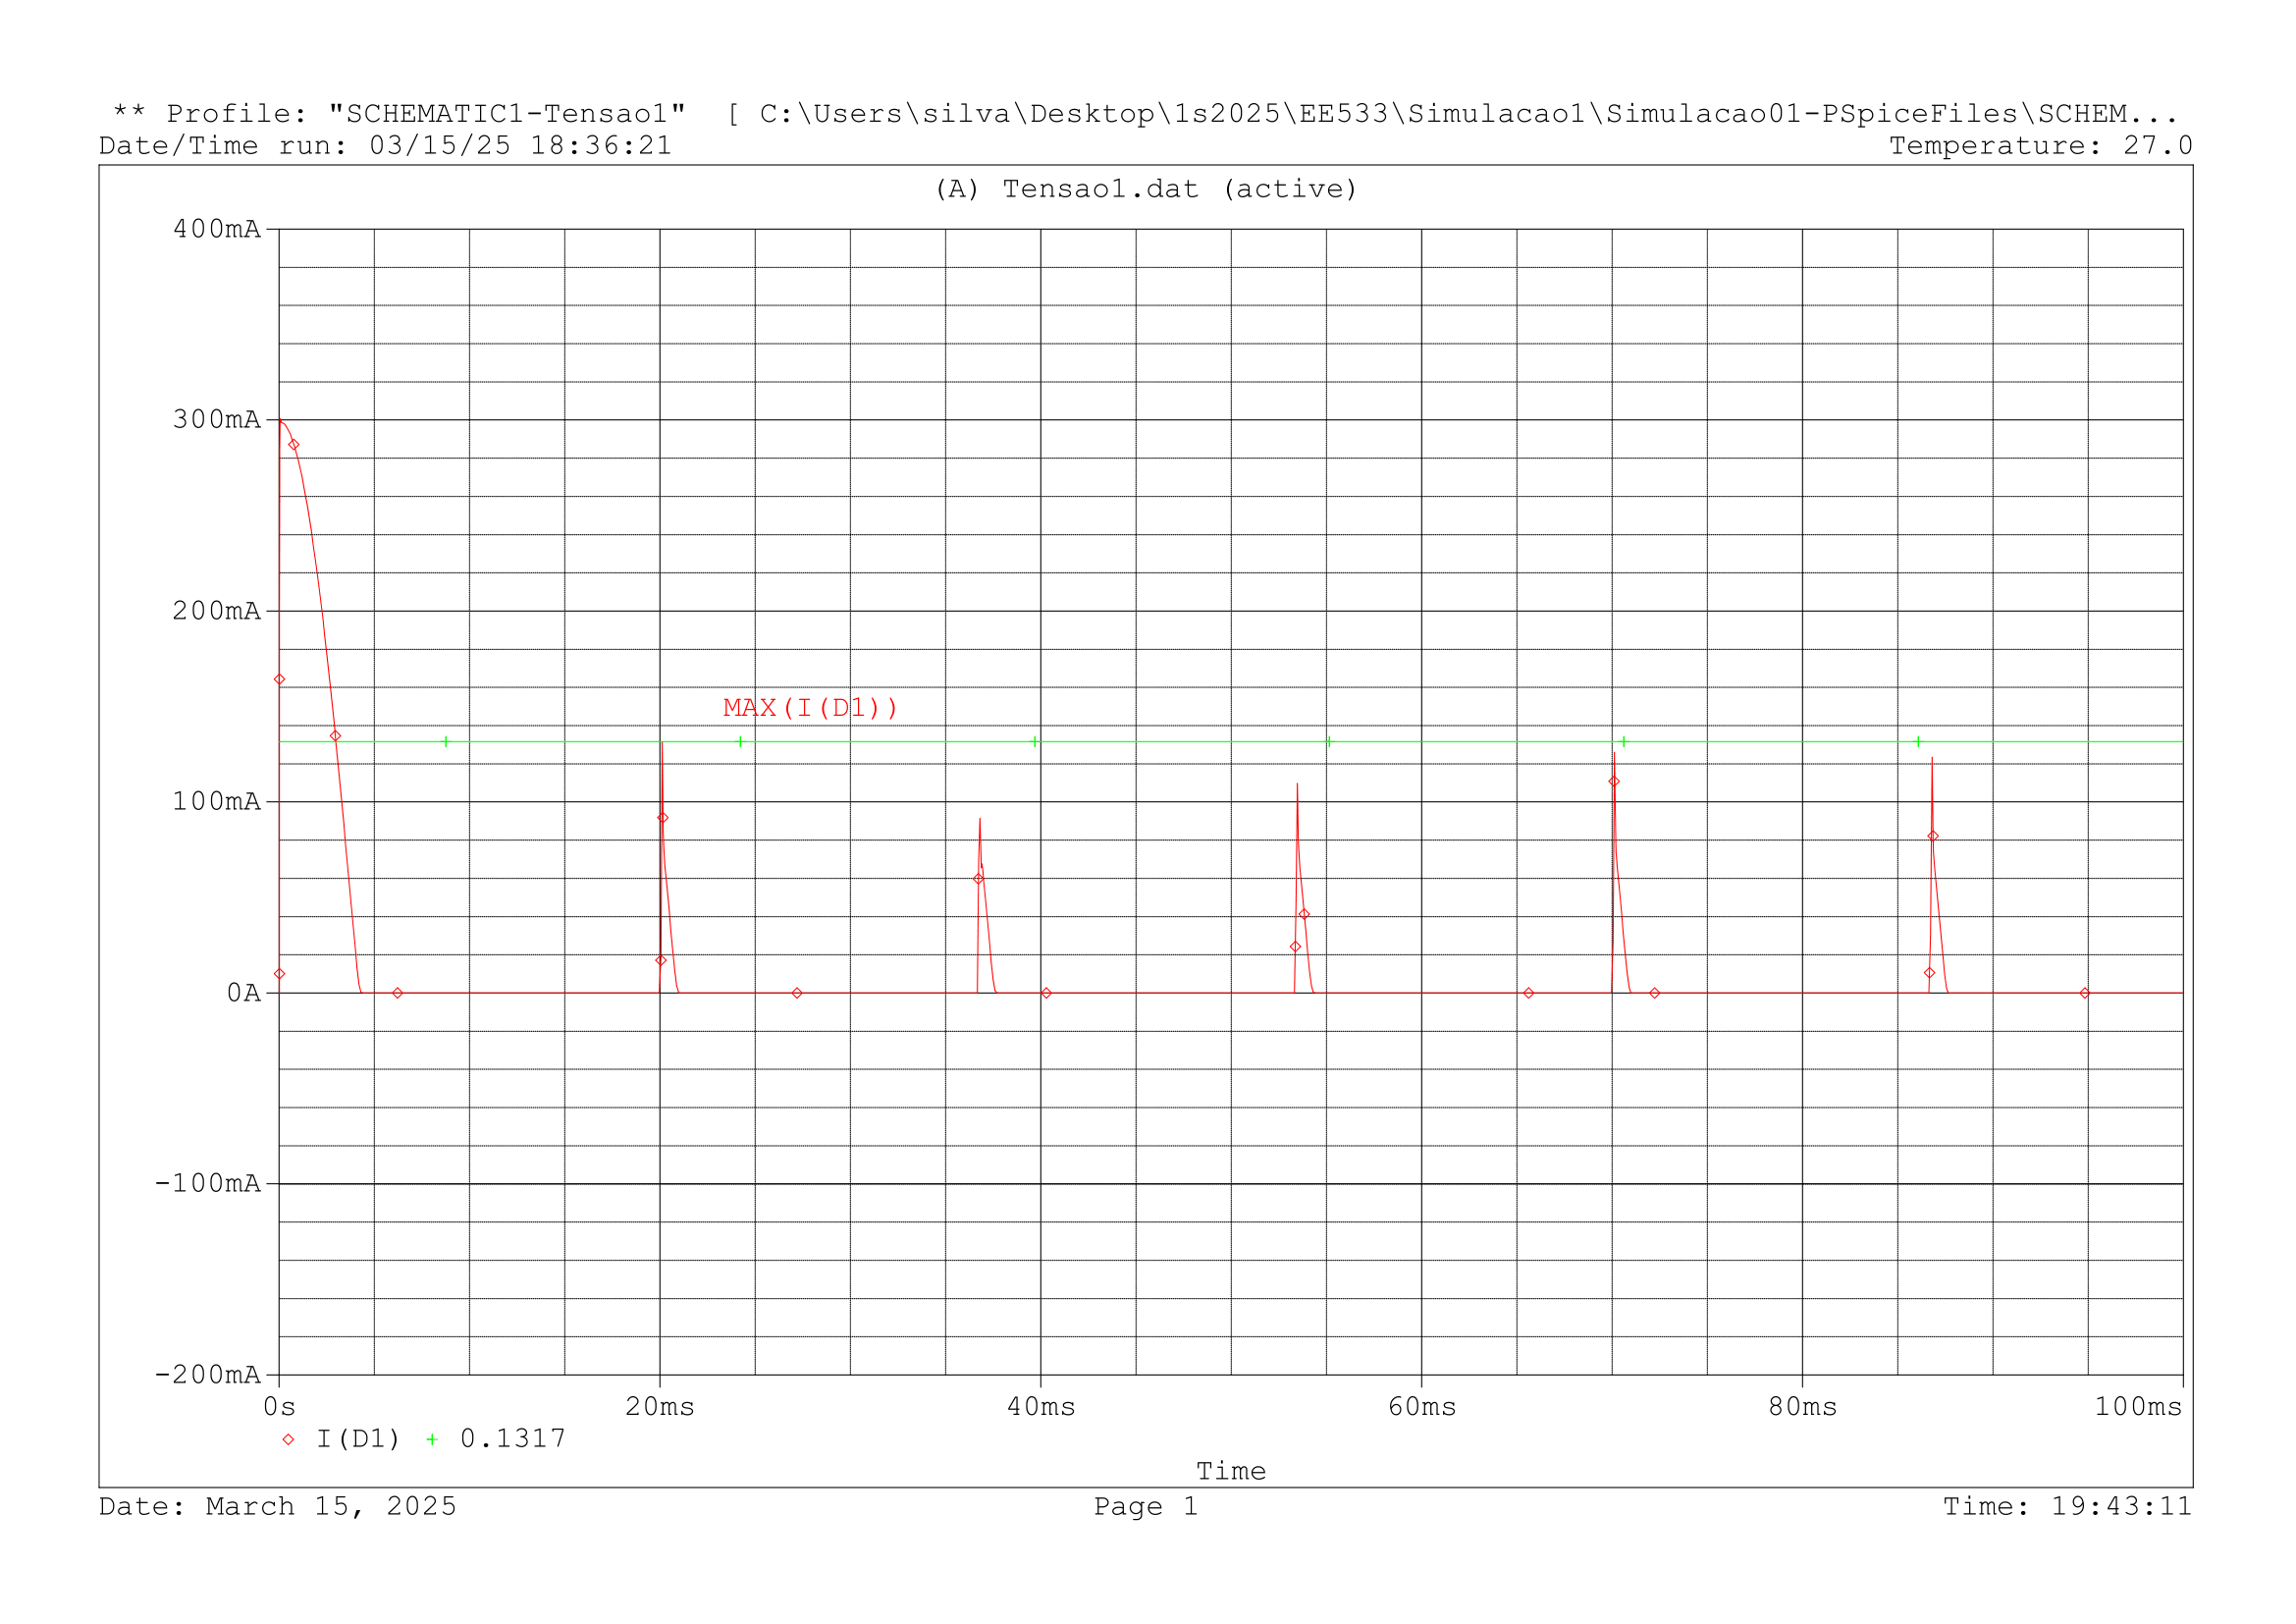 ** Profile: "SCHEMATIC1-Tensao1"  [ C:\Users\silva\Desktop\1s2025\EE533\Simulacao1\Simulacao01-PSpiceFiles\SCHEM...
Date/Time run: 03/15/25 18:36:21 Temperature: 27.0
(A) Tensao1.dat (active)
400mA
300mA
200mA
MAX(I(D1))
100mA
0A
-100mA
-200mA
0s 20ms 40ms 60ms 80ms 100ms
I(D1) 0.1317
Time
Date: March 15, 2025 Page 1 Time: 19:43:11